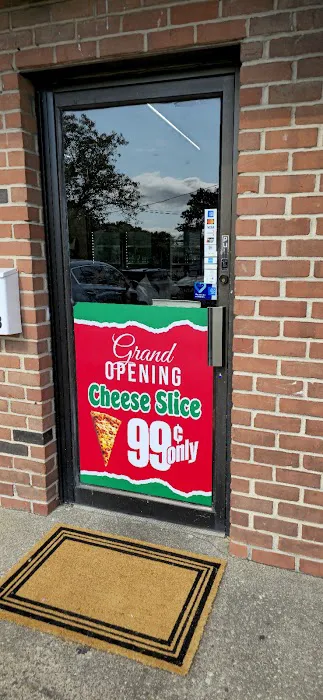 Grand
OPENING
Cheese Slice
99¢
only